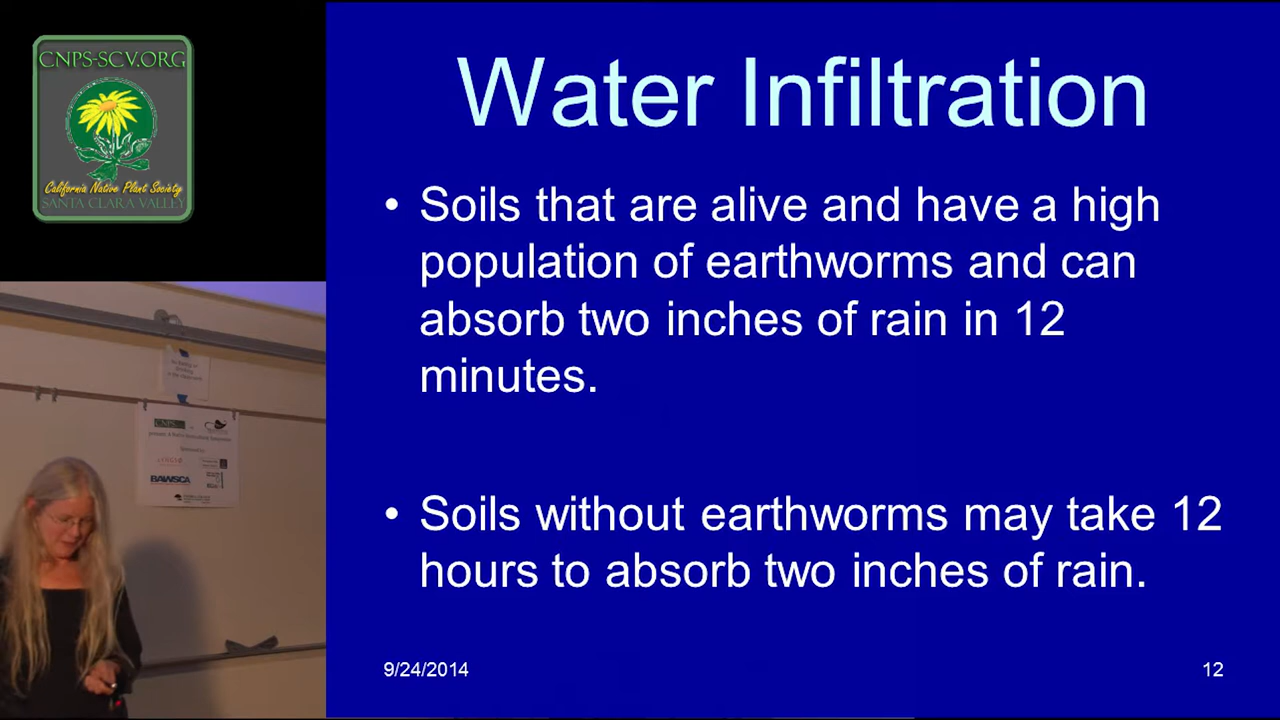 CNPS-SCV.ORG
California Native Plant Society
SANTA CLARA VALLEY
Water Infiltration
• Soils that are alive and have a high
population of earthworms and can
absorb two inches of rain in 12
minutes.
• Soils without earthworms may take 12
hours to absorb two inches of rain.
9/24/2014
12
CNPS
BAWSCA